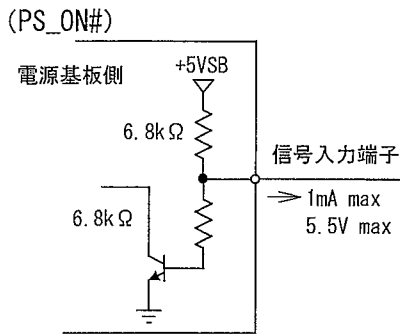 (PS_ON#)
電源基板側
+5VSB
6.8kΩ
信号入力端子
1mA max
5.5V max
6.8kΩ